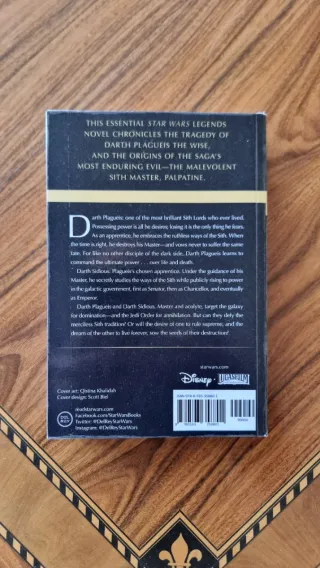 THIS ESSENTIAL STAR WARS LEGENDS
NOVEL CHRONICLES THE TRAGEDY OF
DARTH PLAGUEIS THE WISE,
AND THE ORIGINS OF THE SAGA'S
MOST ENDURING EVIL—THE MALEVOLENT
SITH MASTER, PALPATINE.
Darth Plagueis: one of the most brilliant Sith Lords who ever lived.
Possessing power is all he desires; losing it is the only thing he fears.
As an apprentice, he embraces the ruthless ways of the Sith. When
the time is right, he destroys his Master—and vows never to suffer the same
fate. For like no other disciple of the dark side, Darth Plagueis learns to
command the ultimate power . . . over life and death.
Darth Sidious: Plagueis's chosen apprentice. Under the guidance of his
Master, he secretly studies the ways of the Sith while publicly rising to power
in the galactic government, first as Senator, then as Chancellor, and eventually
as Emperor.
Darth Plagueis and Darth Sidious, Master and acolyte, target the galaxy
for domination—and the Jedi Order for annihilation. But can they defy the
merciless Sith tradition? Or will the desire of one to rule supreme, and the
dream of the other to live forever, sow the seeds of their destruction?
starwars.com
Disney · LUCASFILM
Cover art: Cristina Khalidah
Cover design: Scott Biel
readstarwars.com
Facebook.com/StarWarsBooks
Twitter: @DelReyStarWars
Instagram: @DelReyStarWars
DEL
REY